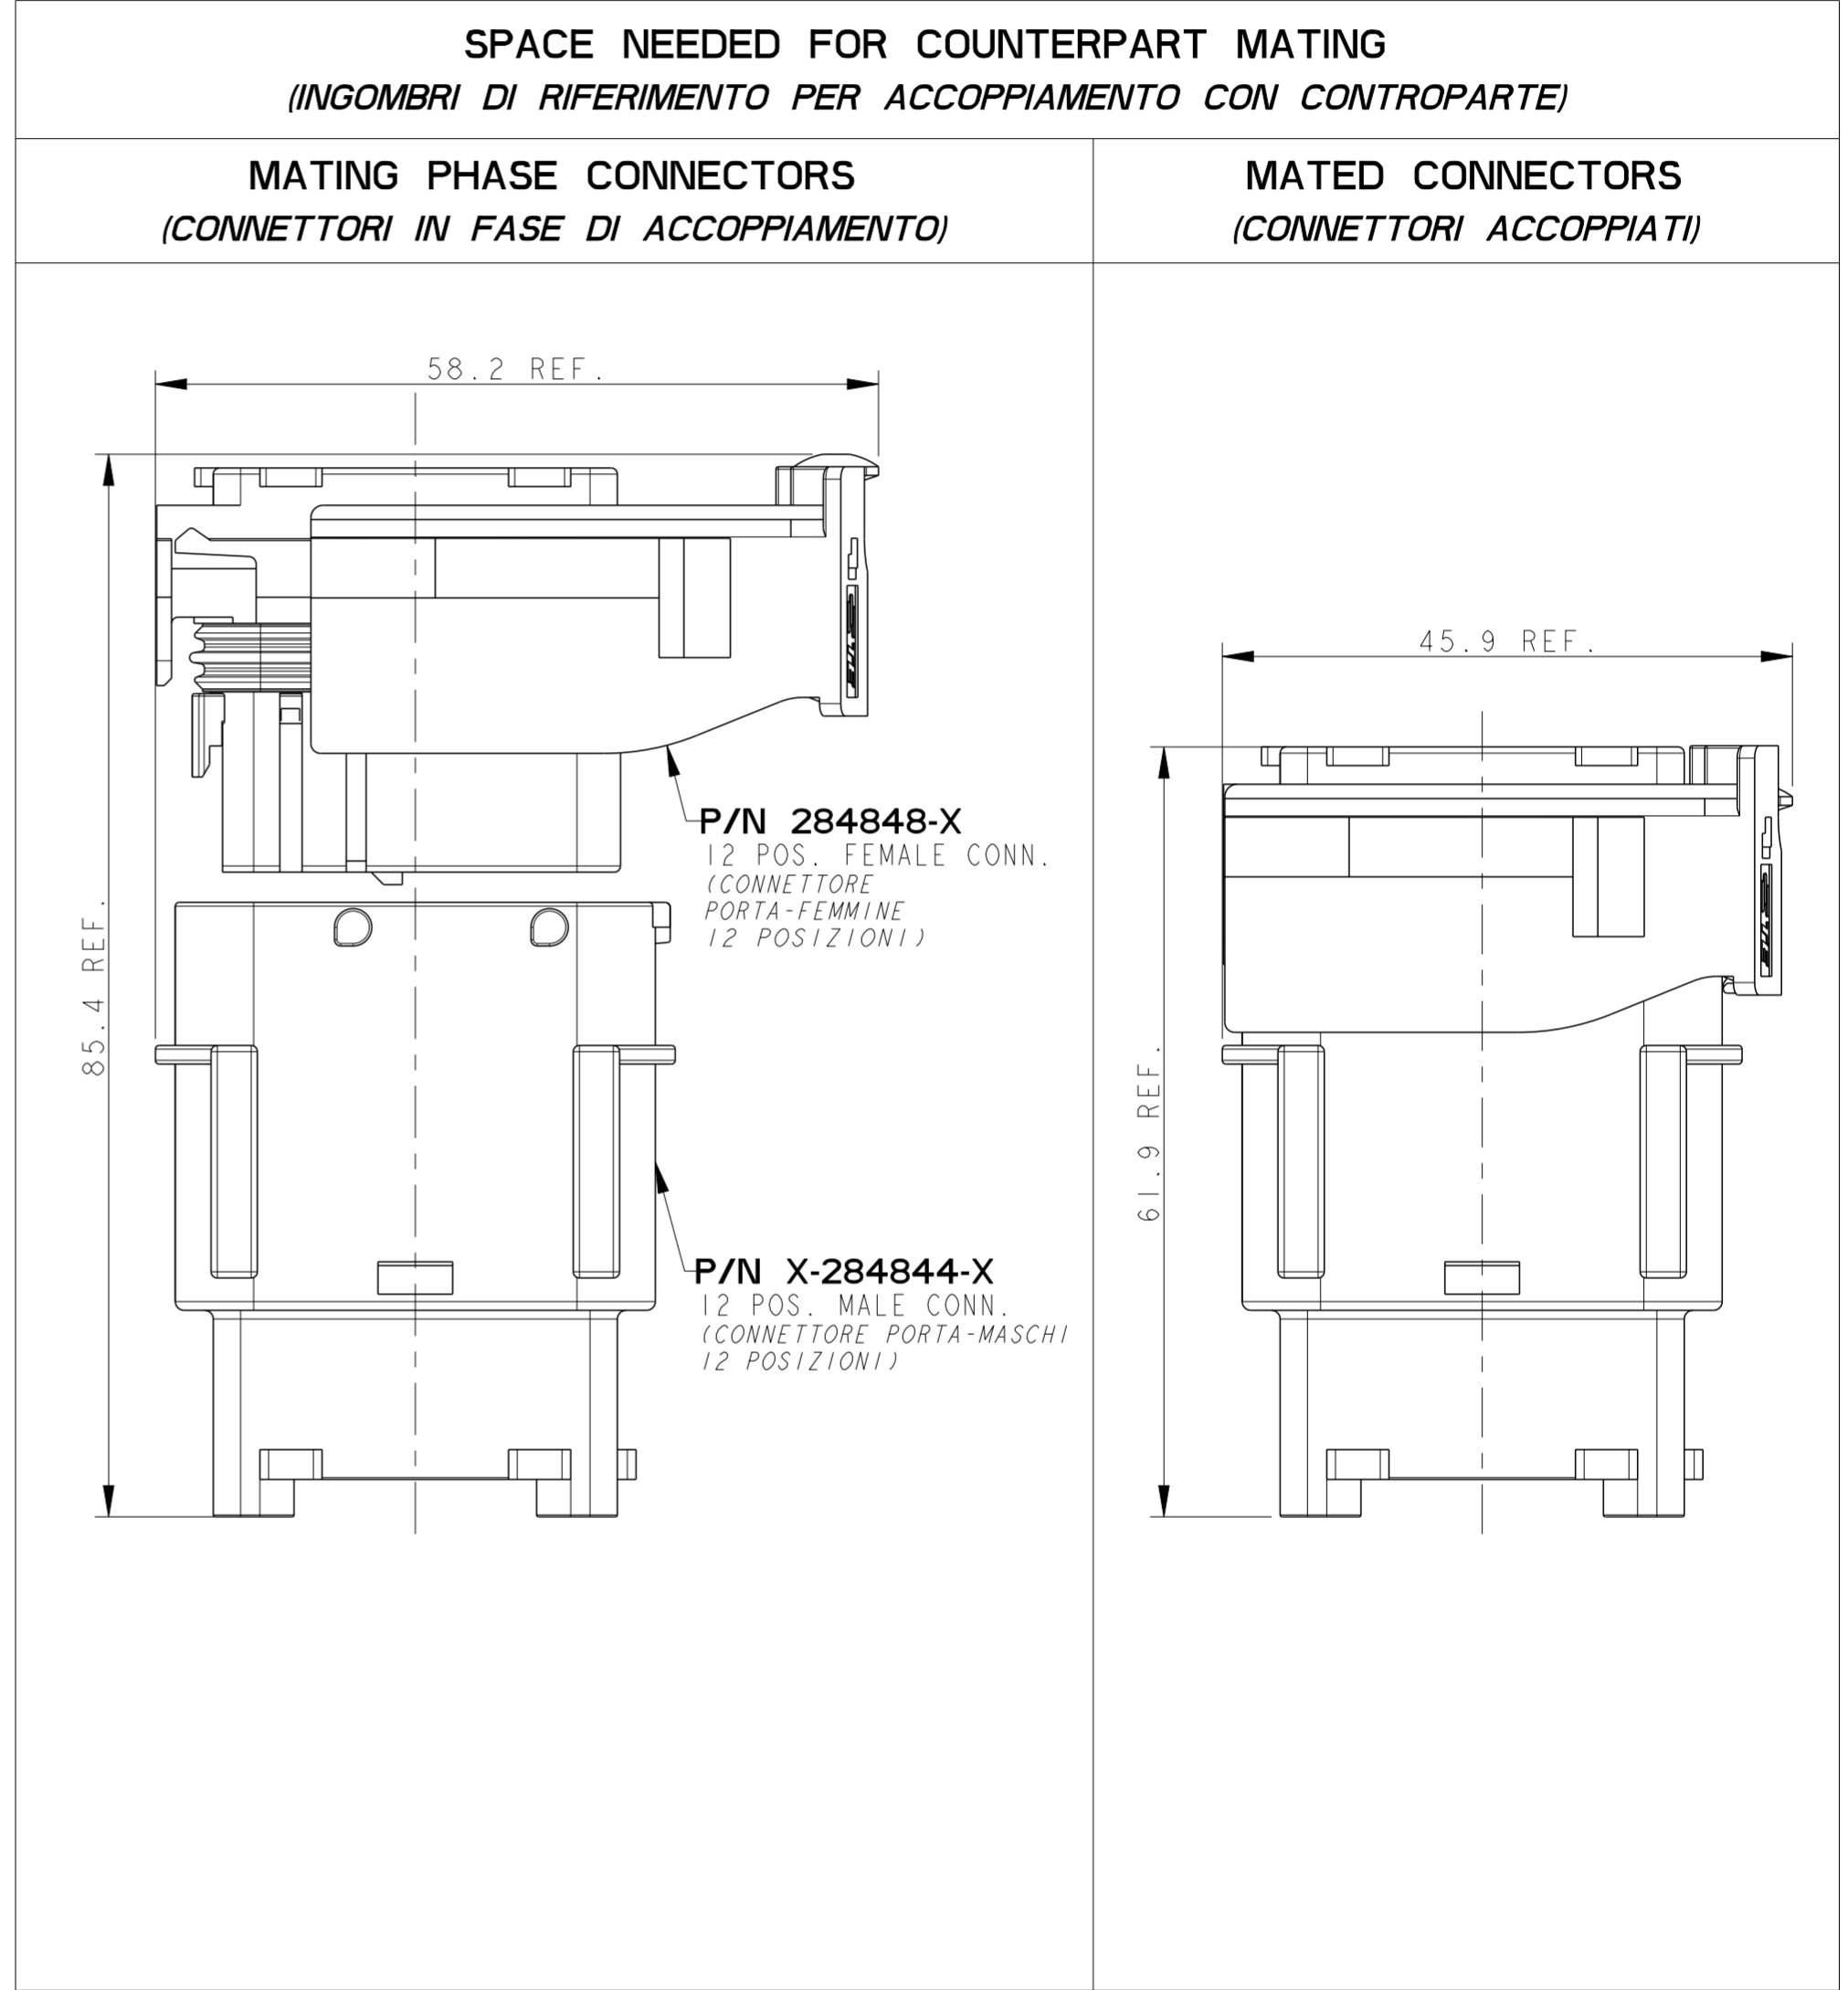 SPACE NEEDED FOR COUNTERPART MATING
(INGOMBRI DI RIFERIMENTO PER ACCOPPIAMENTO CON CONTROPARTE)
MATING PHASE CONNECTORS
(CONNETTORI IN FASE DI ACCOPPIAMENTO)
MATED CONNECTORS
(CONNETTORI ACCOPPIATI)
58.2 REF.
85.4 REF.
P/N 284848-X
12 POS. FEMALE CONN.
(CONNETTORE
PORTA-FEMMINE
12 POSIZIONI)
P/N X-284844-X
12 POS. MALE CONN.
(CONNETTORE PORTA-MASCHI
12 POSIZIONI)
45.9 REF.
61.9 REF.